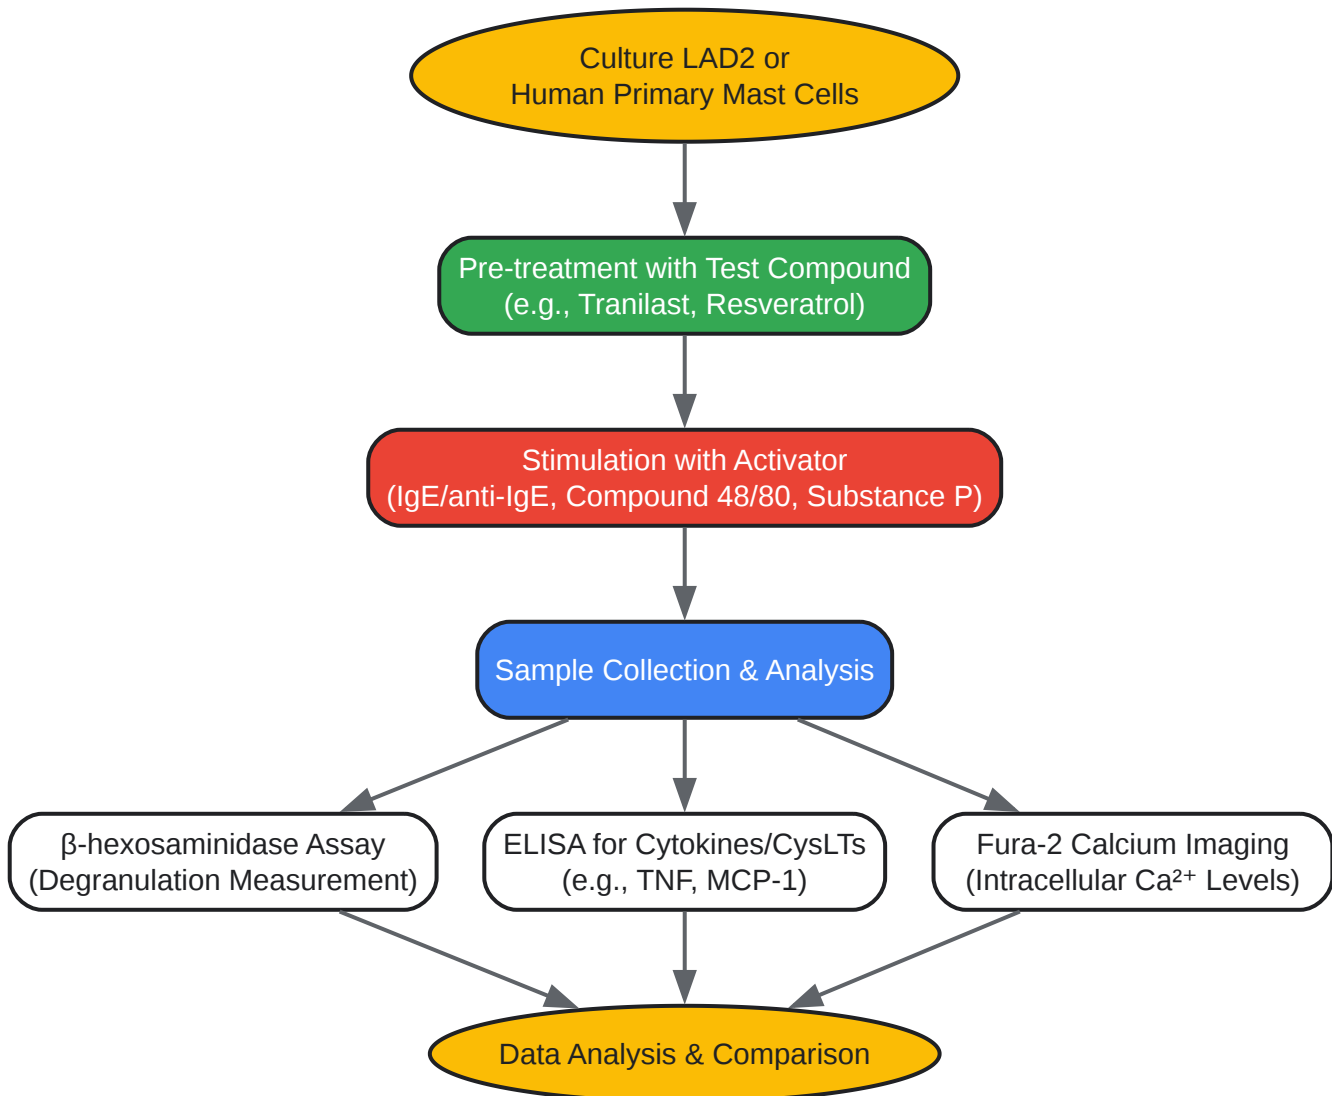 Culture LAD2 or
Human Primary Mast Cells
Pre-treatment with Test Compound
(e.g., Tranilast, Resveratrol)
Stimulation with Activator
(IgE/anti-IgE, Compound 48/80, Substance P)
Sample Collection & Analysis
β-hexosaminidase Assay
(Degranulation Measurement)
ELISA for Cytokines/CysLTs
(e.g., TNF, MCP-1)
Fura-2 Calcium Imaging
(Intracellular Ca²⁺ Levels)
Data Analysis & Comparison